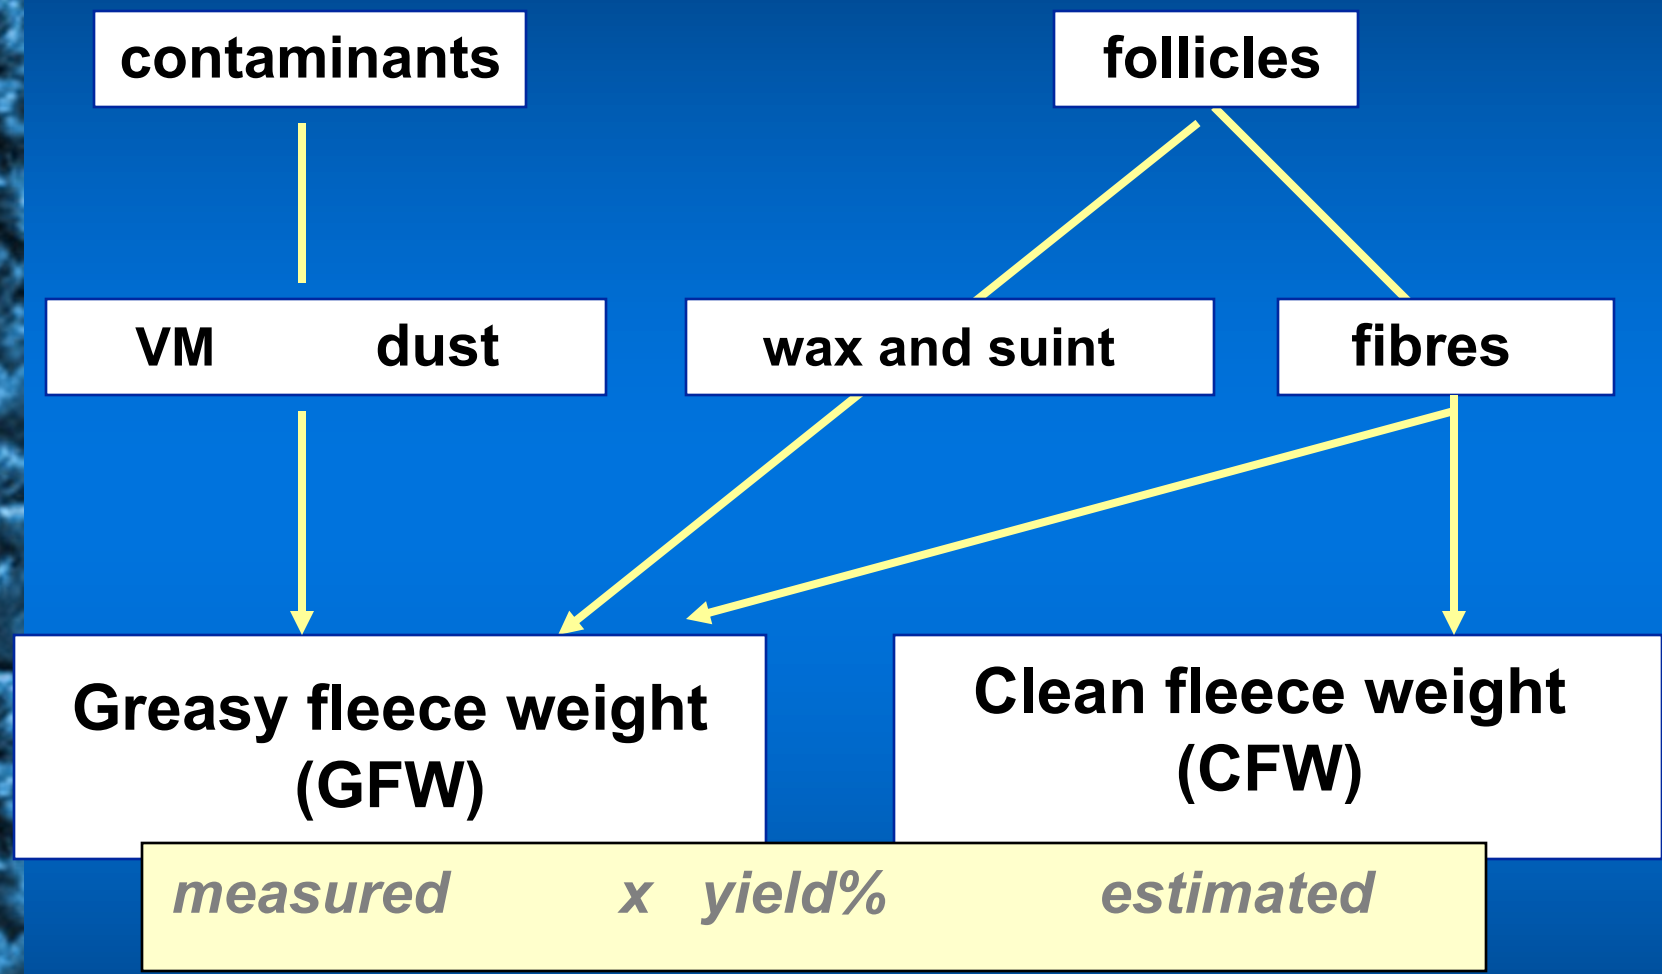 contaminants
follicles
VM dust
wax and suint
fibres
Greasy fleece weight
(GFW)
Clean fleece weight
(CFW)
measured x yield% estimated